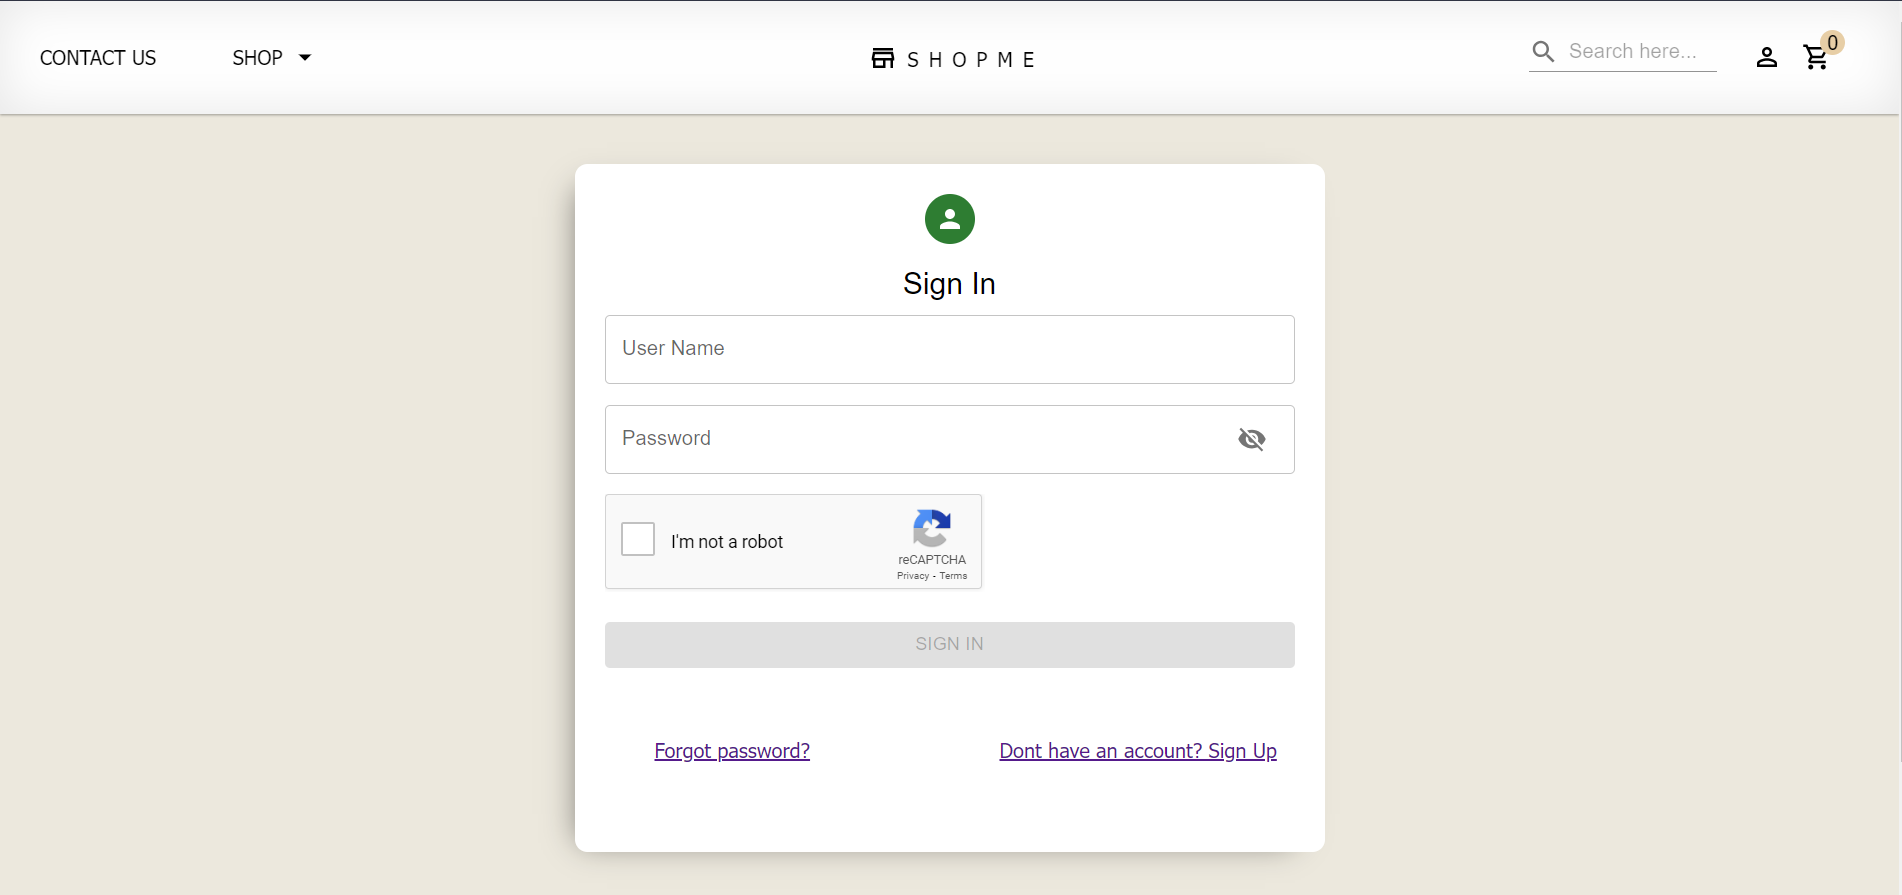 CONTACT US
SHOP
SHOPME
Search here...
0
Sign In
User Name
Password
I'm not a robot
reCAPTCHA
Privacy - Terms
SIGN IN
Forgot password?
Dont have an account? Sign Up